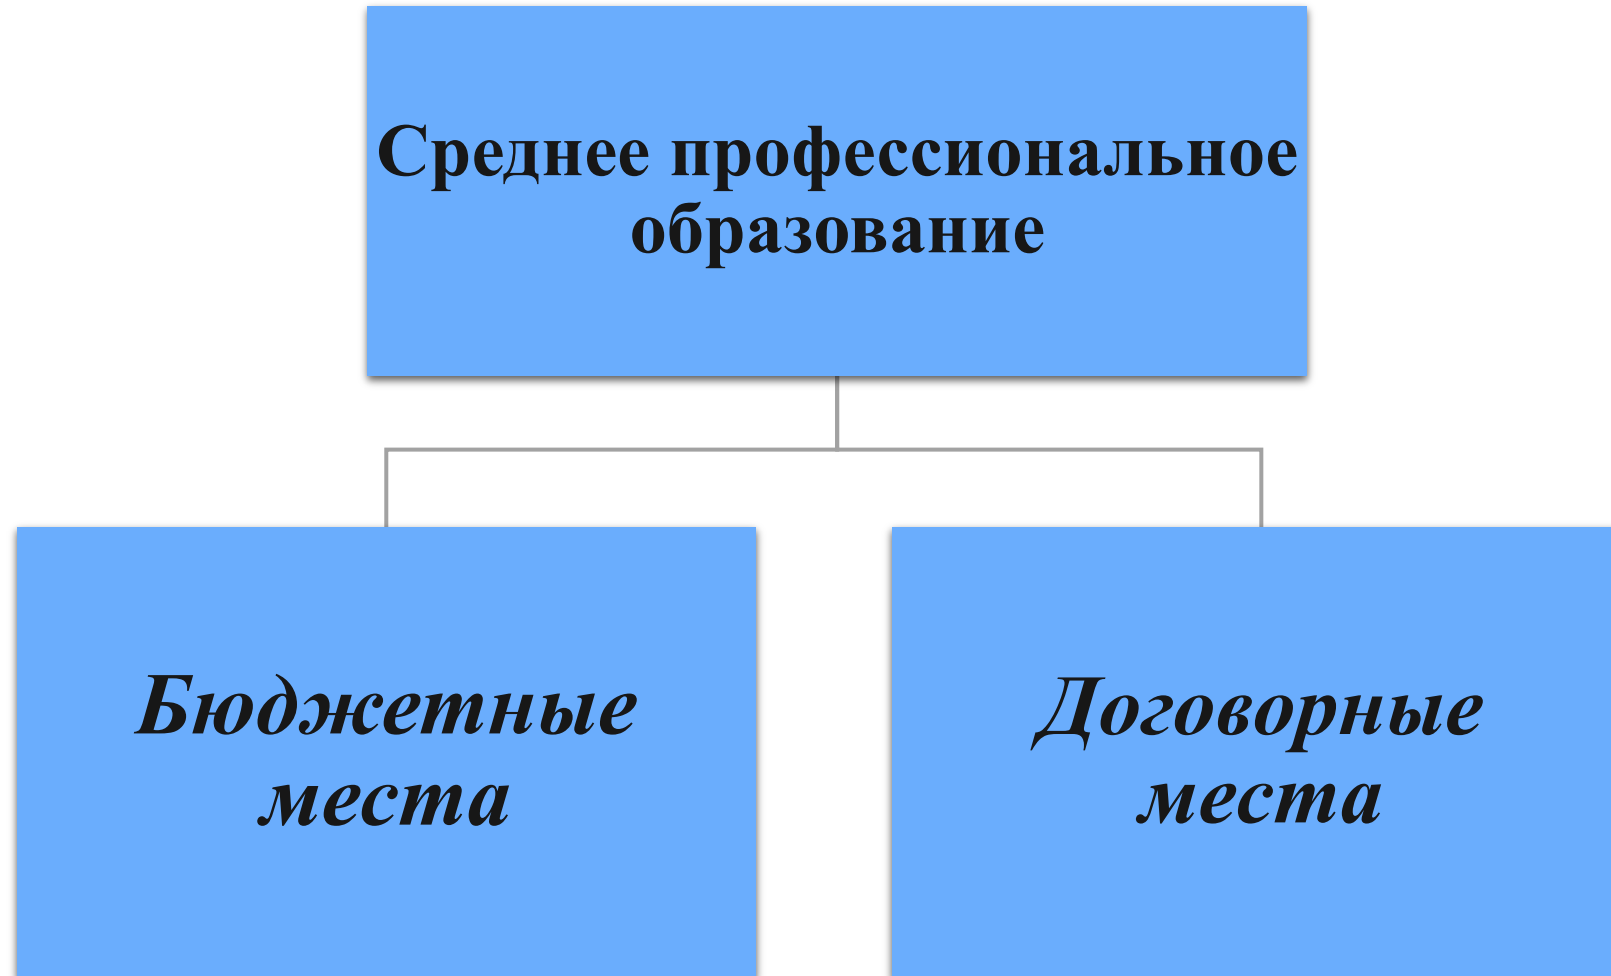 Среднее профессиональное
образование
Бюджетные
места
Договорные
места